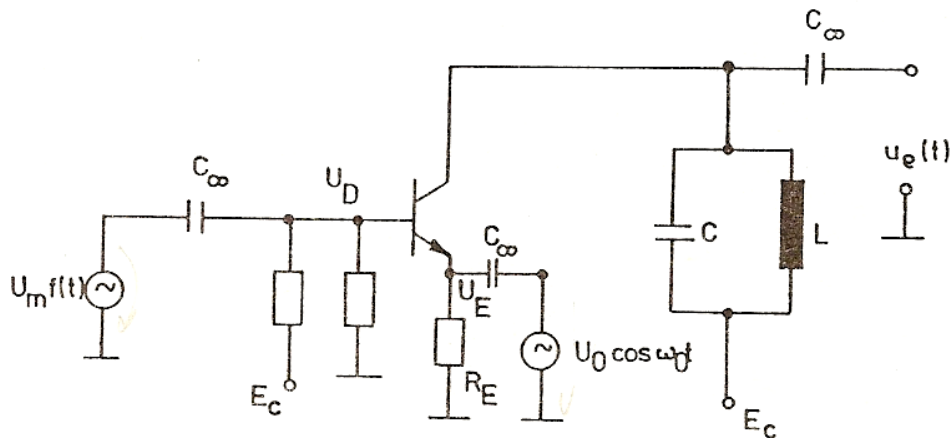 C∞
C∞
U_D
u_e(t)
C∞
C
L
U_m f(t)
U_E
U_0 cos ω_0t
R_E
E_c
E_c